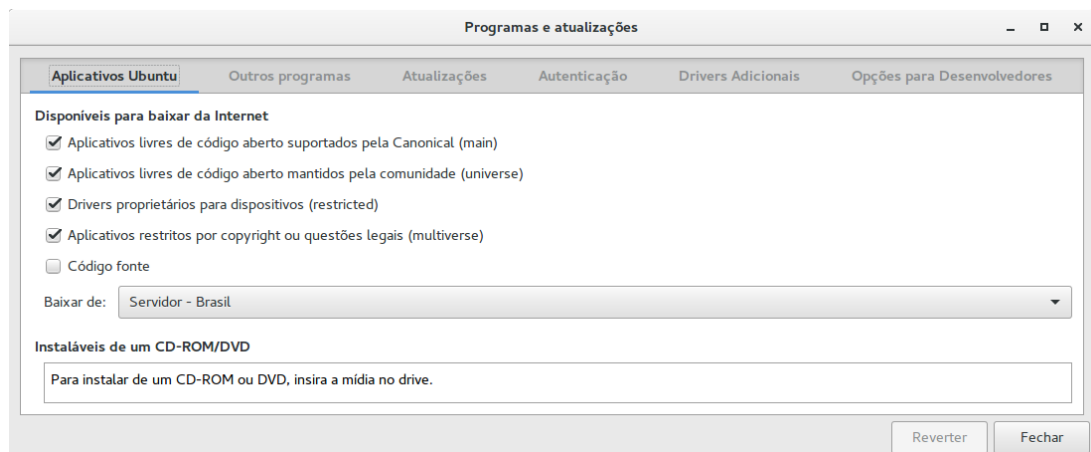 Programas e atualizações
Aplicativos Ubuntu Outros programas Atualizações Autenticação Drivers Adicionais Opções para Desenvolvedores
Disponíveis para baixar da Internet
Aplicativos livres de código aberto suportados pela Canonical (main)
Aplicativos livres de código aberto mantidos pela comunidade (universe)
Drivers proprietários para dispositivos (restricted)
Aplicativos restritos por copyright ou questões legais (multiverse)
Código fonte
Baixar de: Servidor - Brasil
Instaláveis de um CD-ROM/DVD
Para instalar de um CD-ROM ou DVD, insira a mídia no drive.
Reverter Fechar